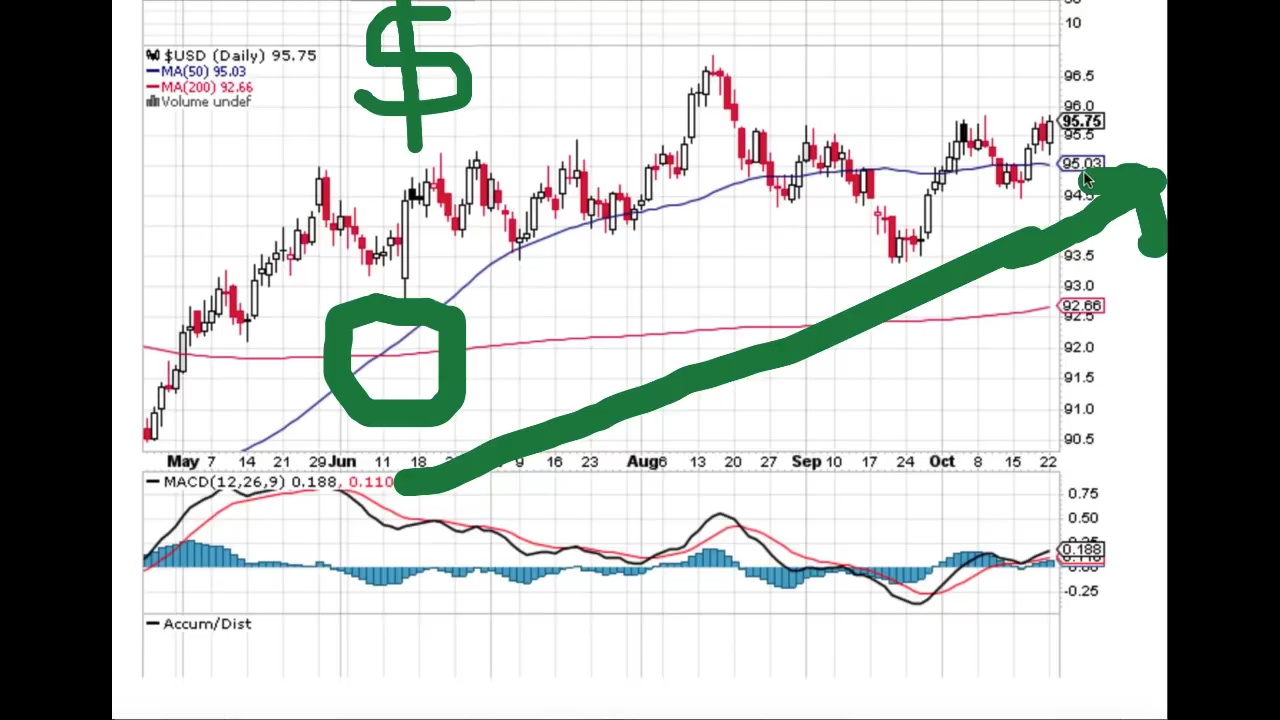 10
$
$USD (Daily) 95.75
MA(50) 95.03
MA(200) 92.66
Volume undef
96.5
96.0
95.75
95.5
95.03
94.5
93.5
93.0
92.66
92.5
92.0
91.5
91.0
90.5
May 7 14 21 29 Jun 11 18 9 16 23 Aug 6 13 20 27 Sep 10 17 24 Oct 8 15 22
MACD(12,26,9) 0.188, 0.110
0.75
0.50
0.188
-0.25
Accum/Dist